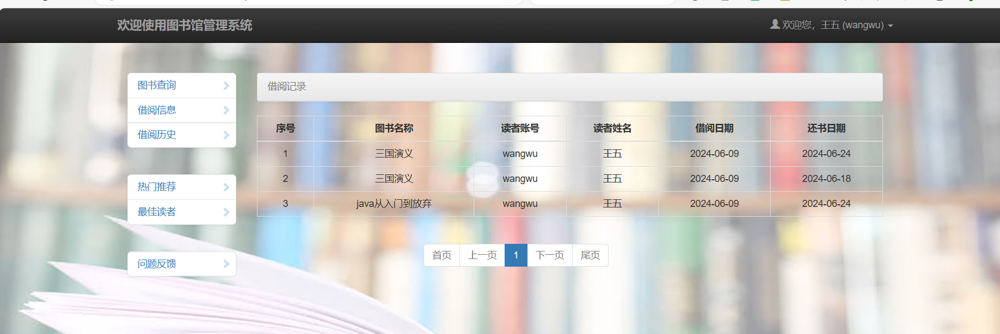 欢迎使用图书馆管理系统
欢迎您，王五 (wangwu)
图书查询
借阅信息
借阅历史
热门推荐
最佳读者
问题反馈
借阅记录
序号 图书名称 读者账号 读者姓名 借阅日期 还书日期
1 三国演义 wangwu 王五 2024-06-09 2024-06-24
2 三国演义 wangwu 王五 2024-06-09 2024-06-18
3 java从入门到放弃 wangwu 王五 2024-06-09 2024-06-24
首页 上一页 1 下一页 尾页